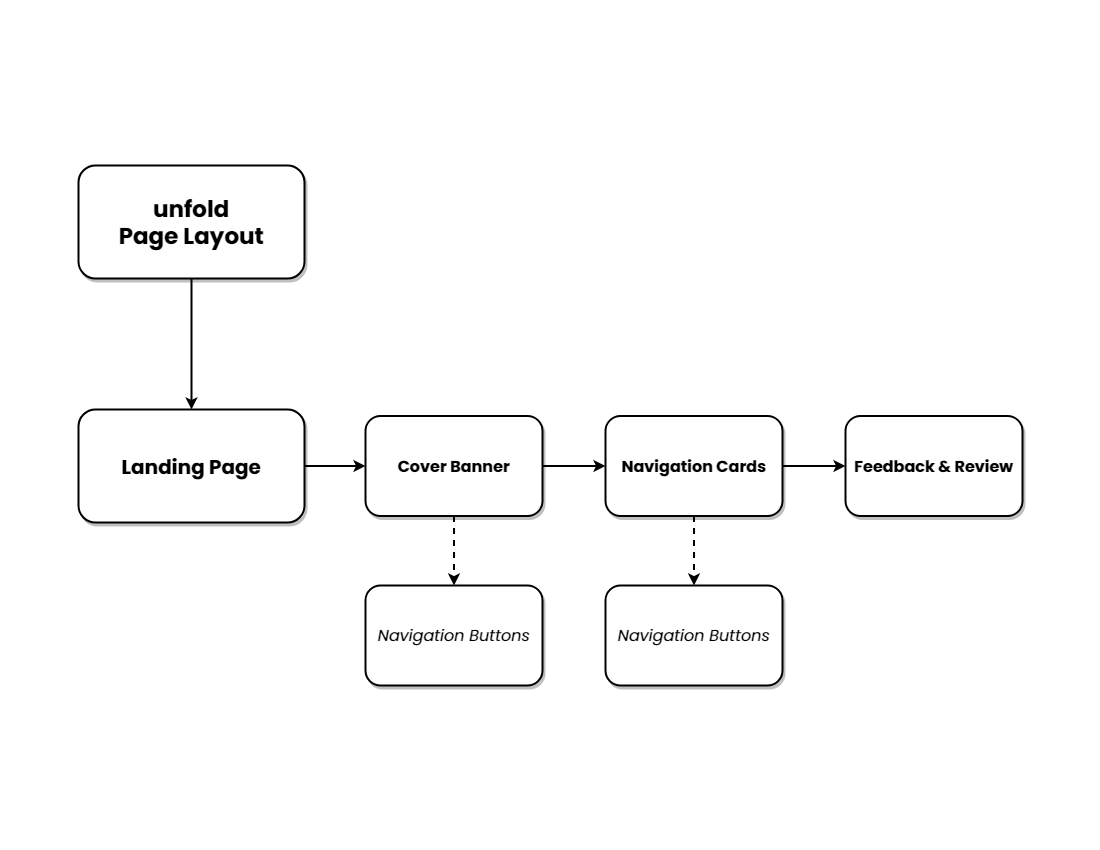 unfold
Page Layout
Landing Page
Cover Banner
Navigation Cards
Feedback & Review
Navigation Buttons
Navigation Buttons